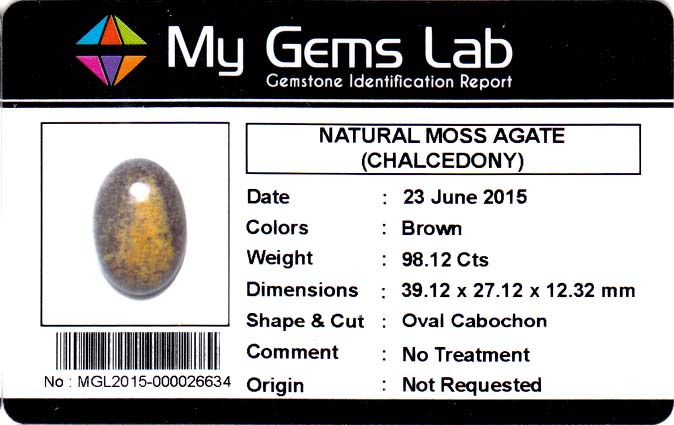 My Gems Lab
Gemstone Identification Report
NATURAL MOSS AGATE
(CHALCEDONY)
Date : 23 June 2015
Colors : Brown
Weight : 98.12 Cts
Dimensions : 39.12 x 27.12 x 12.32 mm
Shape & Cut : Oval Cabochon
Comment : No Treatment
Origin : Not Requested
No : MGL2015-000026634